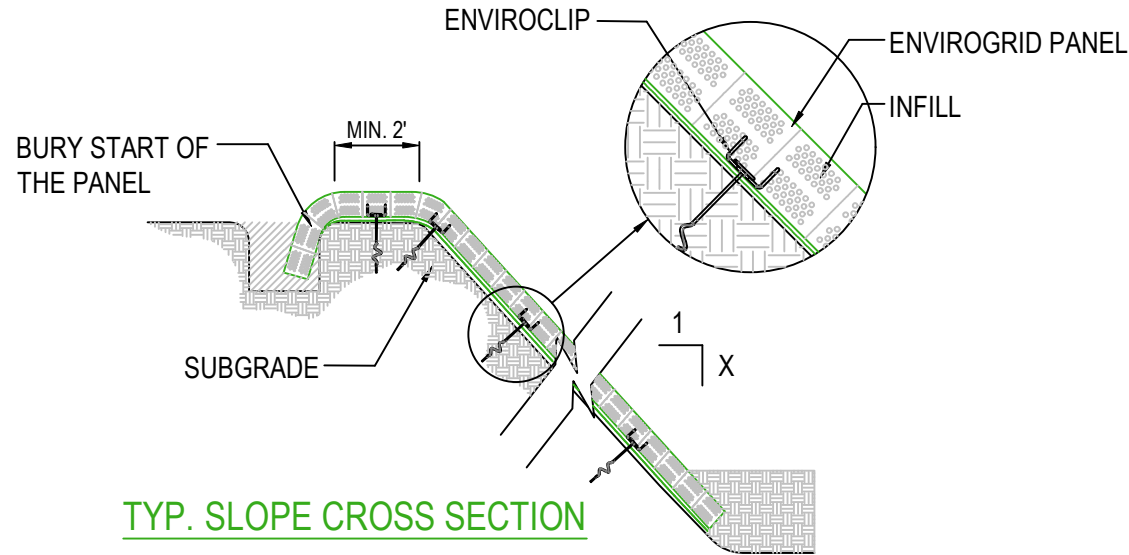 ENVIROCLIP
ENVIROGRID PANEL
INFILL
MIN. 2'
BURY START OF
THE PANEL
SUBGRADE
1
X
TYP. SLOPE CROSS SECTION